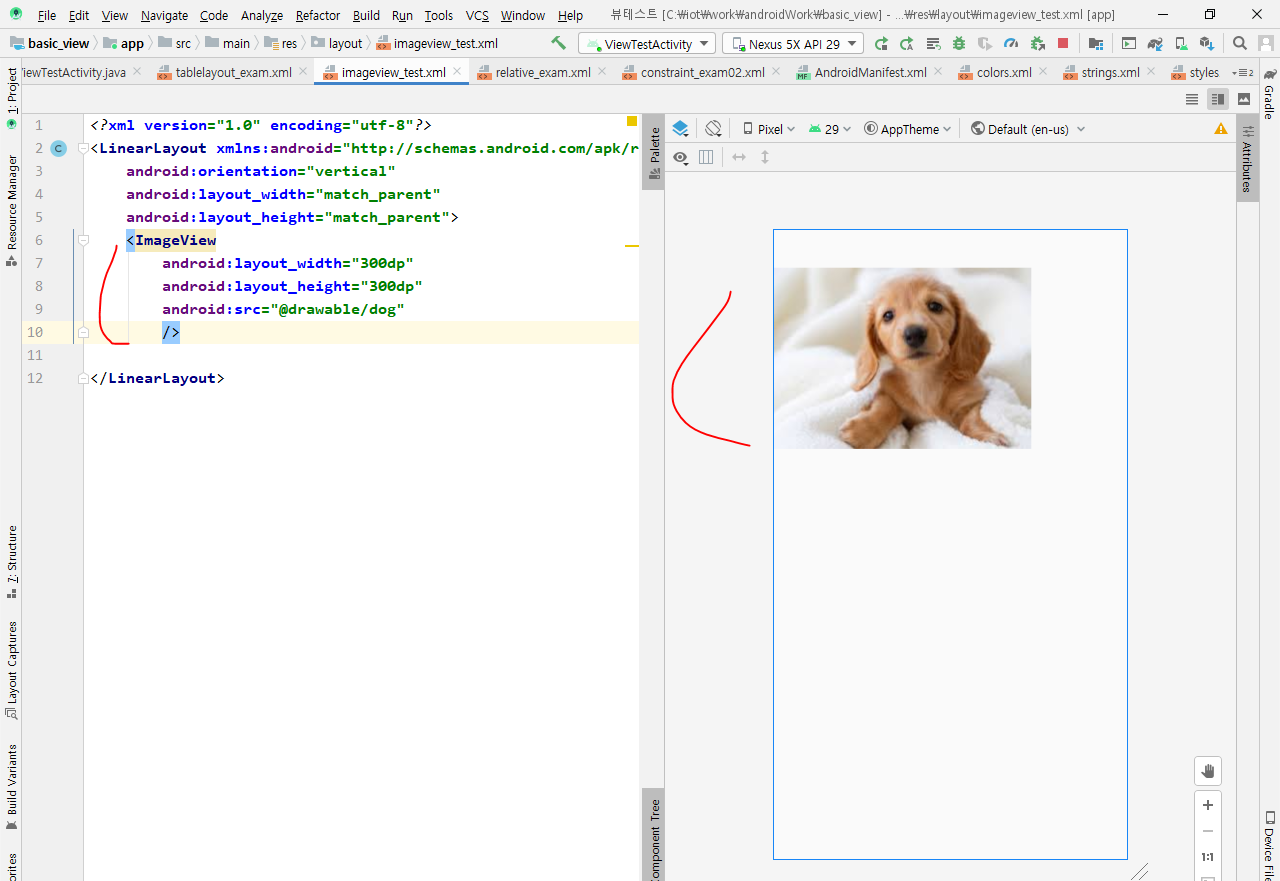 File Edit View Navigate Code Analyze Refactor Build Run Tools VCS Window Help 뷰테스트 [C:￦iot￦work￦androidWork￦basic_view] - ...￦res￦layout￦imageview_test.xml [app]
basic_view app src main res layout imageview_test.xml ViewTestActivity Nexus 5X API 29
ViewTestActivity.java tablelayout_exam.xml imageview_test.xml relative_exam.xml constraint_exam02.xml AndroidManifest.xml colors.xml strings.xml styles 2
1: Project
Resource Manager
7: Structure
Layout Captures
Build Variants
orites
1 <?xml version="1.0" encoding="utf-8"?>
2 <LinearLayout xmlns:android="http://schemas.android.com/apk/r
3 android:orientation="vertical"
4 android:layout_width="match_parent"
5 android:layout_height="match_parent">
6 <ImageView
7 android:layout_width="300dp"
8 android:layout_height="300dp"
9 android:src="@drawable/dog"
10 />
11
12 </LinearLayout>
Palette
Component Tree
Pixel 29 AppTheme Default (en-us)
1:1
Attributes
Gradle
Device File